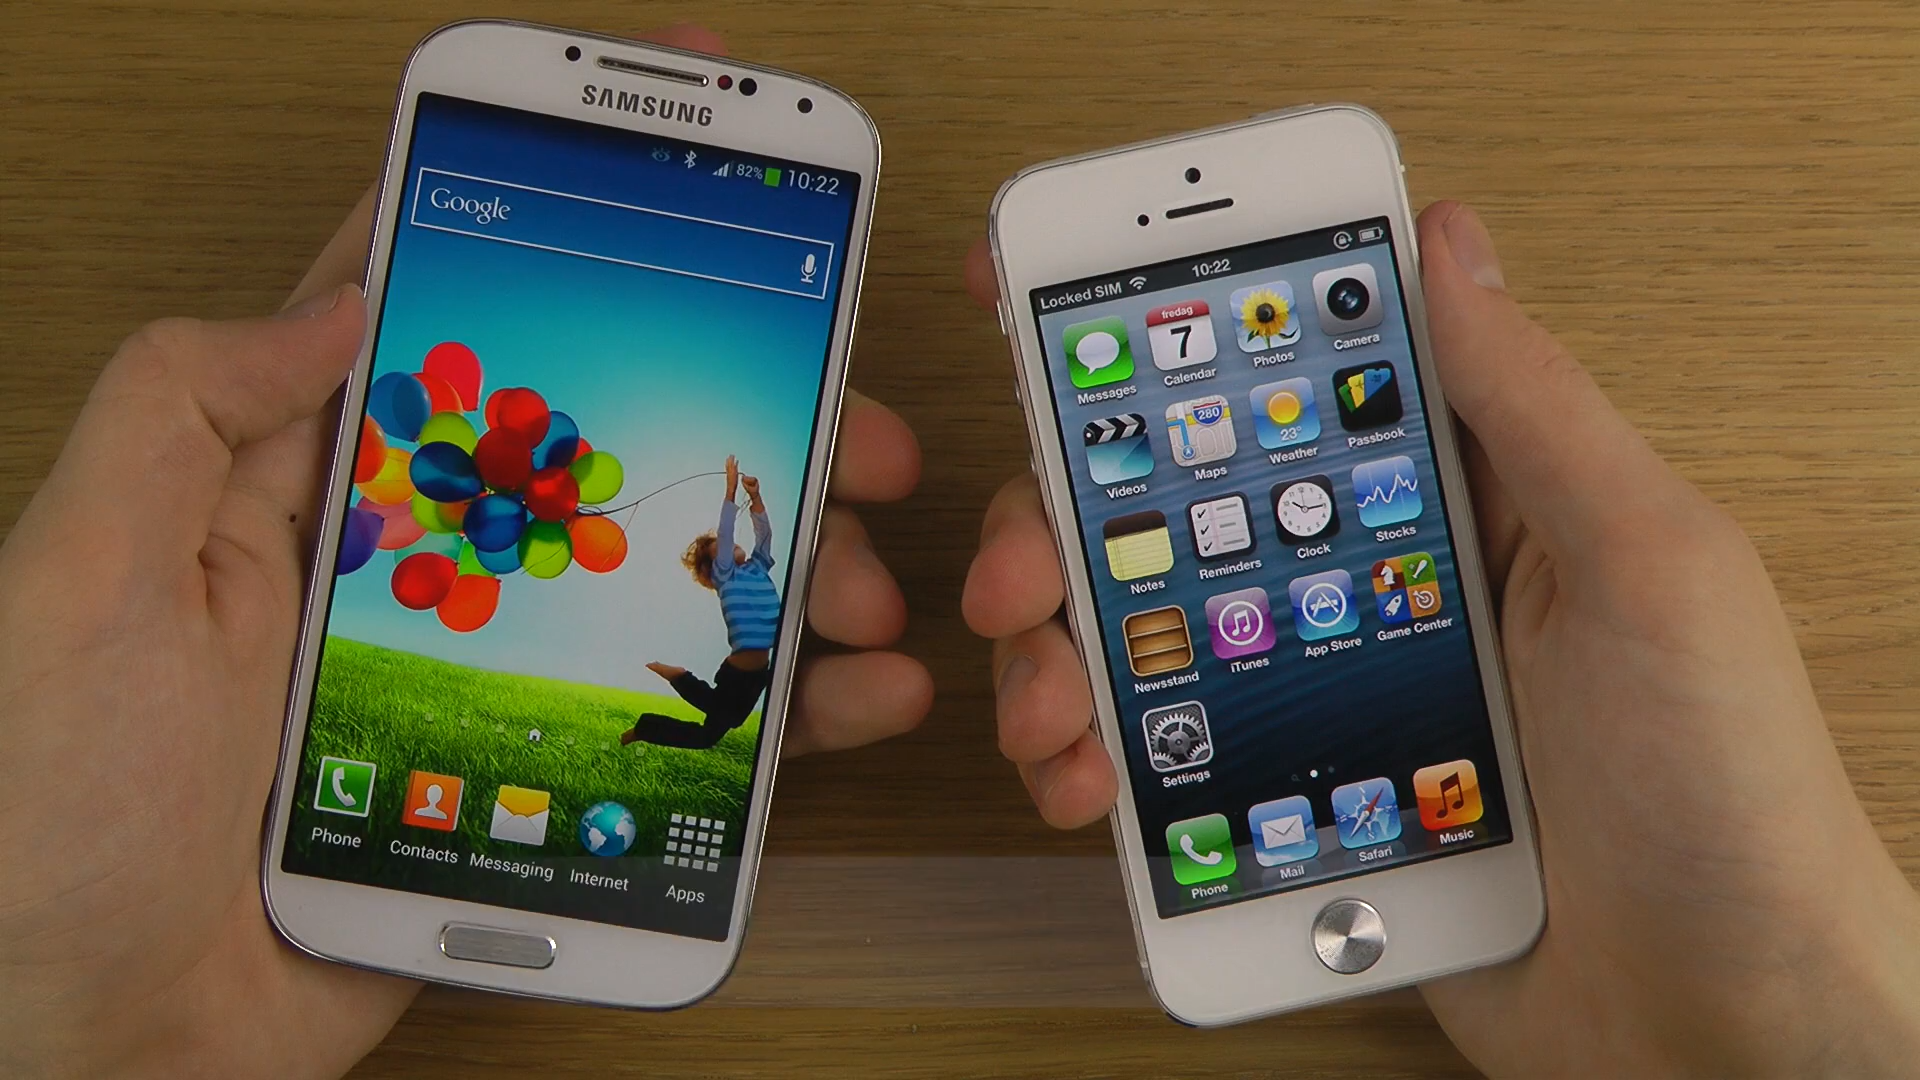 SAMSUNG
82% 10:22
Google
Phone
Contacts
Messaging
Internet
Apps
Locked SIM 10:22
fredag
7
Messages
Calendar
Photos
Camera
280
23°
Videos
Maps
Weather
Passbook
Notes
Reminders
Clock
Stocks
Newsstand
iTunes
App Store
Game Center
Settings
Phone
Mail
Safari
Music